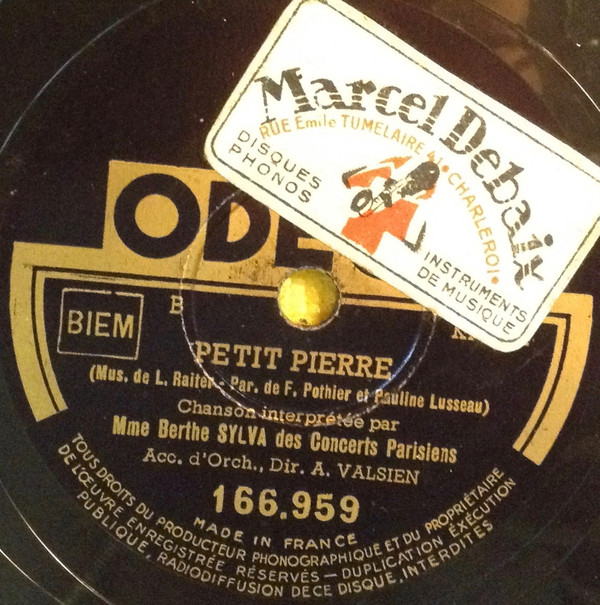 Marcel Debaix
RUE Emile TUMELAIRE 41 • CHARLEROI •
DISQUES
PHONOS
INSTRUMENTS
DE MUSIQUE
BIEM
B
PETIT PIERRE
(Mus. de L. Raiter - Par. de F. Pothier et Pauline Lusseau)
Chanson interprétée par
Mme Berthe SYLVA des Concerts Parisiens
Acc. d'Orch., Dir. A. VALSIEN
166.959
MADE IN FRANCE
TOUS DROITS DU PRODUCTEUR PHONOGRAPHIQUE ET DU PROPRIÉTAIRE
DE L'ŒUVRE ENREGISTRÉE RÉSERVÉS — DUPLICATION EXÉCUTION
PUBLIQUE, RADIODIFFUSION DE CE DISQUE, INTERDITES